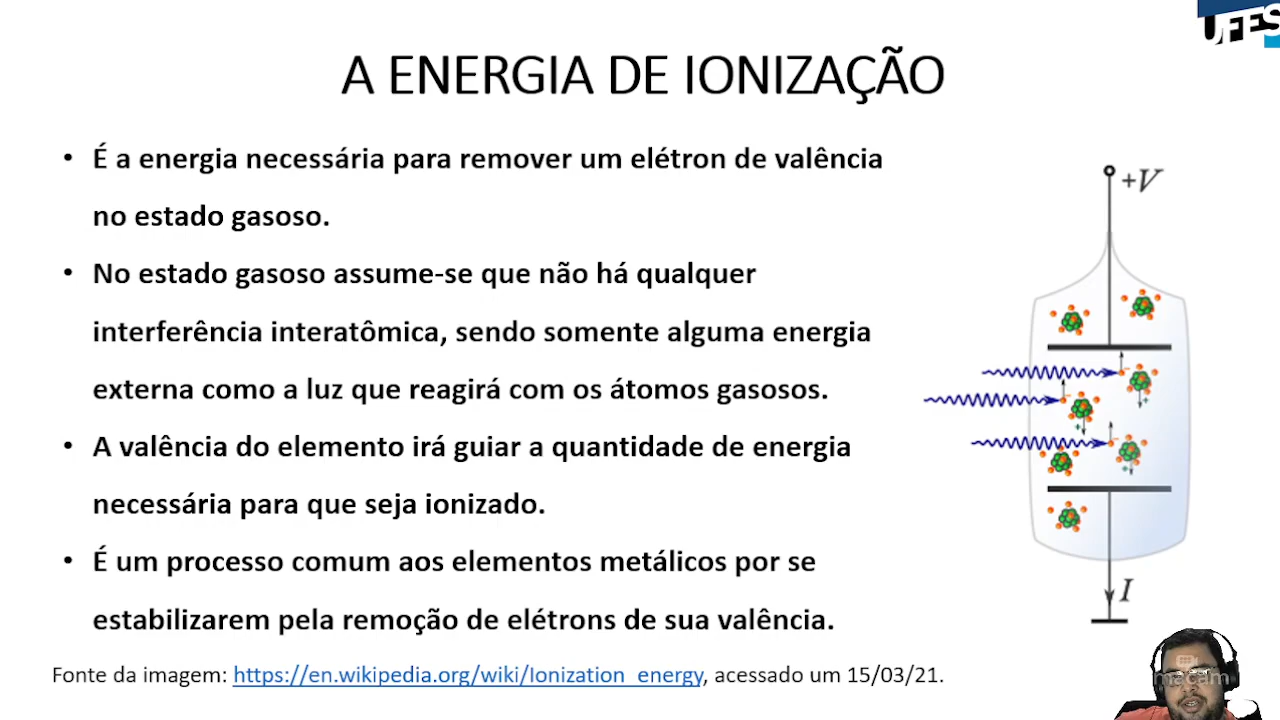 UFES
A ENERGIA DE IONIZAÇÃO
• É a energia necessária para remover um elétron de valência
no estado gasoso.
• No estado gasoso assume-se que não há qualquer
interferência interatômica, sendo somente alguma energia
externa como a luz que reagirá com os átomos gasosos.
• A valência do elemento irá guiar a quantidade de energia
necessária para que seja ionizado.
• É um processo comum aos elementos metálicos por se
estabilizarem pela remoção de elétrons de sua valência.
+V
I
Fonte da imagem: https://en.wikipedia.org/wiki/Ionization_energy, acessado um 15/03/21.